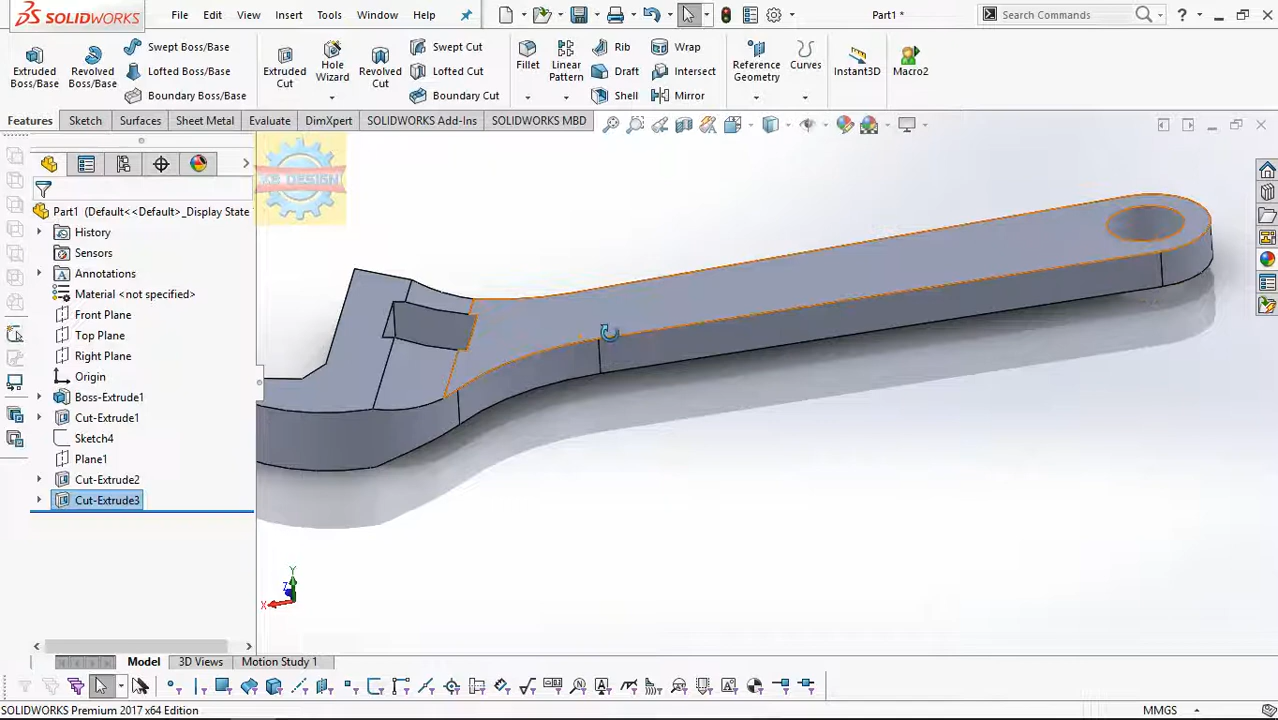 SOLIDWORKS File Edit View Insert Tools Window Help Part1 * Search Commands ?
Extruded Boss/Base Revolved Boss/Base Swept Boss/Base Lofted Boss/Base Boundary Boss/Base Extruded Cut Hole Wizard Revolved Cut Swept Cut Lofted Cut Boundary Cut Fillet Linear Pattern Rib Draft Shell Wrap Intersect Mirror Reference Geometry Curves Instant3D Macro2
Features Sketch Surfaces Sheet Metal Evaluate DimXpert SOLIDWORKS Add-Ins SOLIDWORKS MBD
Part1 (Default<<Default>_Display State
History
Sensors
Annotations
Material <not specified>
Front Plane
Top Plane
Right Plane
Origin
Boss-Extrude1
Cut-Extrude1
Sketch4
Plane1
Cut-Extrude2
Cut-Extrude3
DESIGN
Y
Z
X
Model 3D Views Motion Study 1
SOLIDWORKS Premium 2017 x64 Edition MMGS